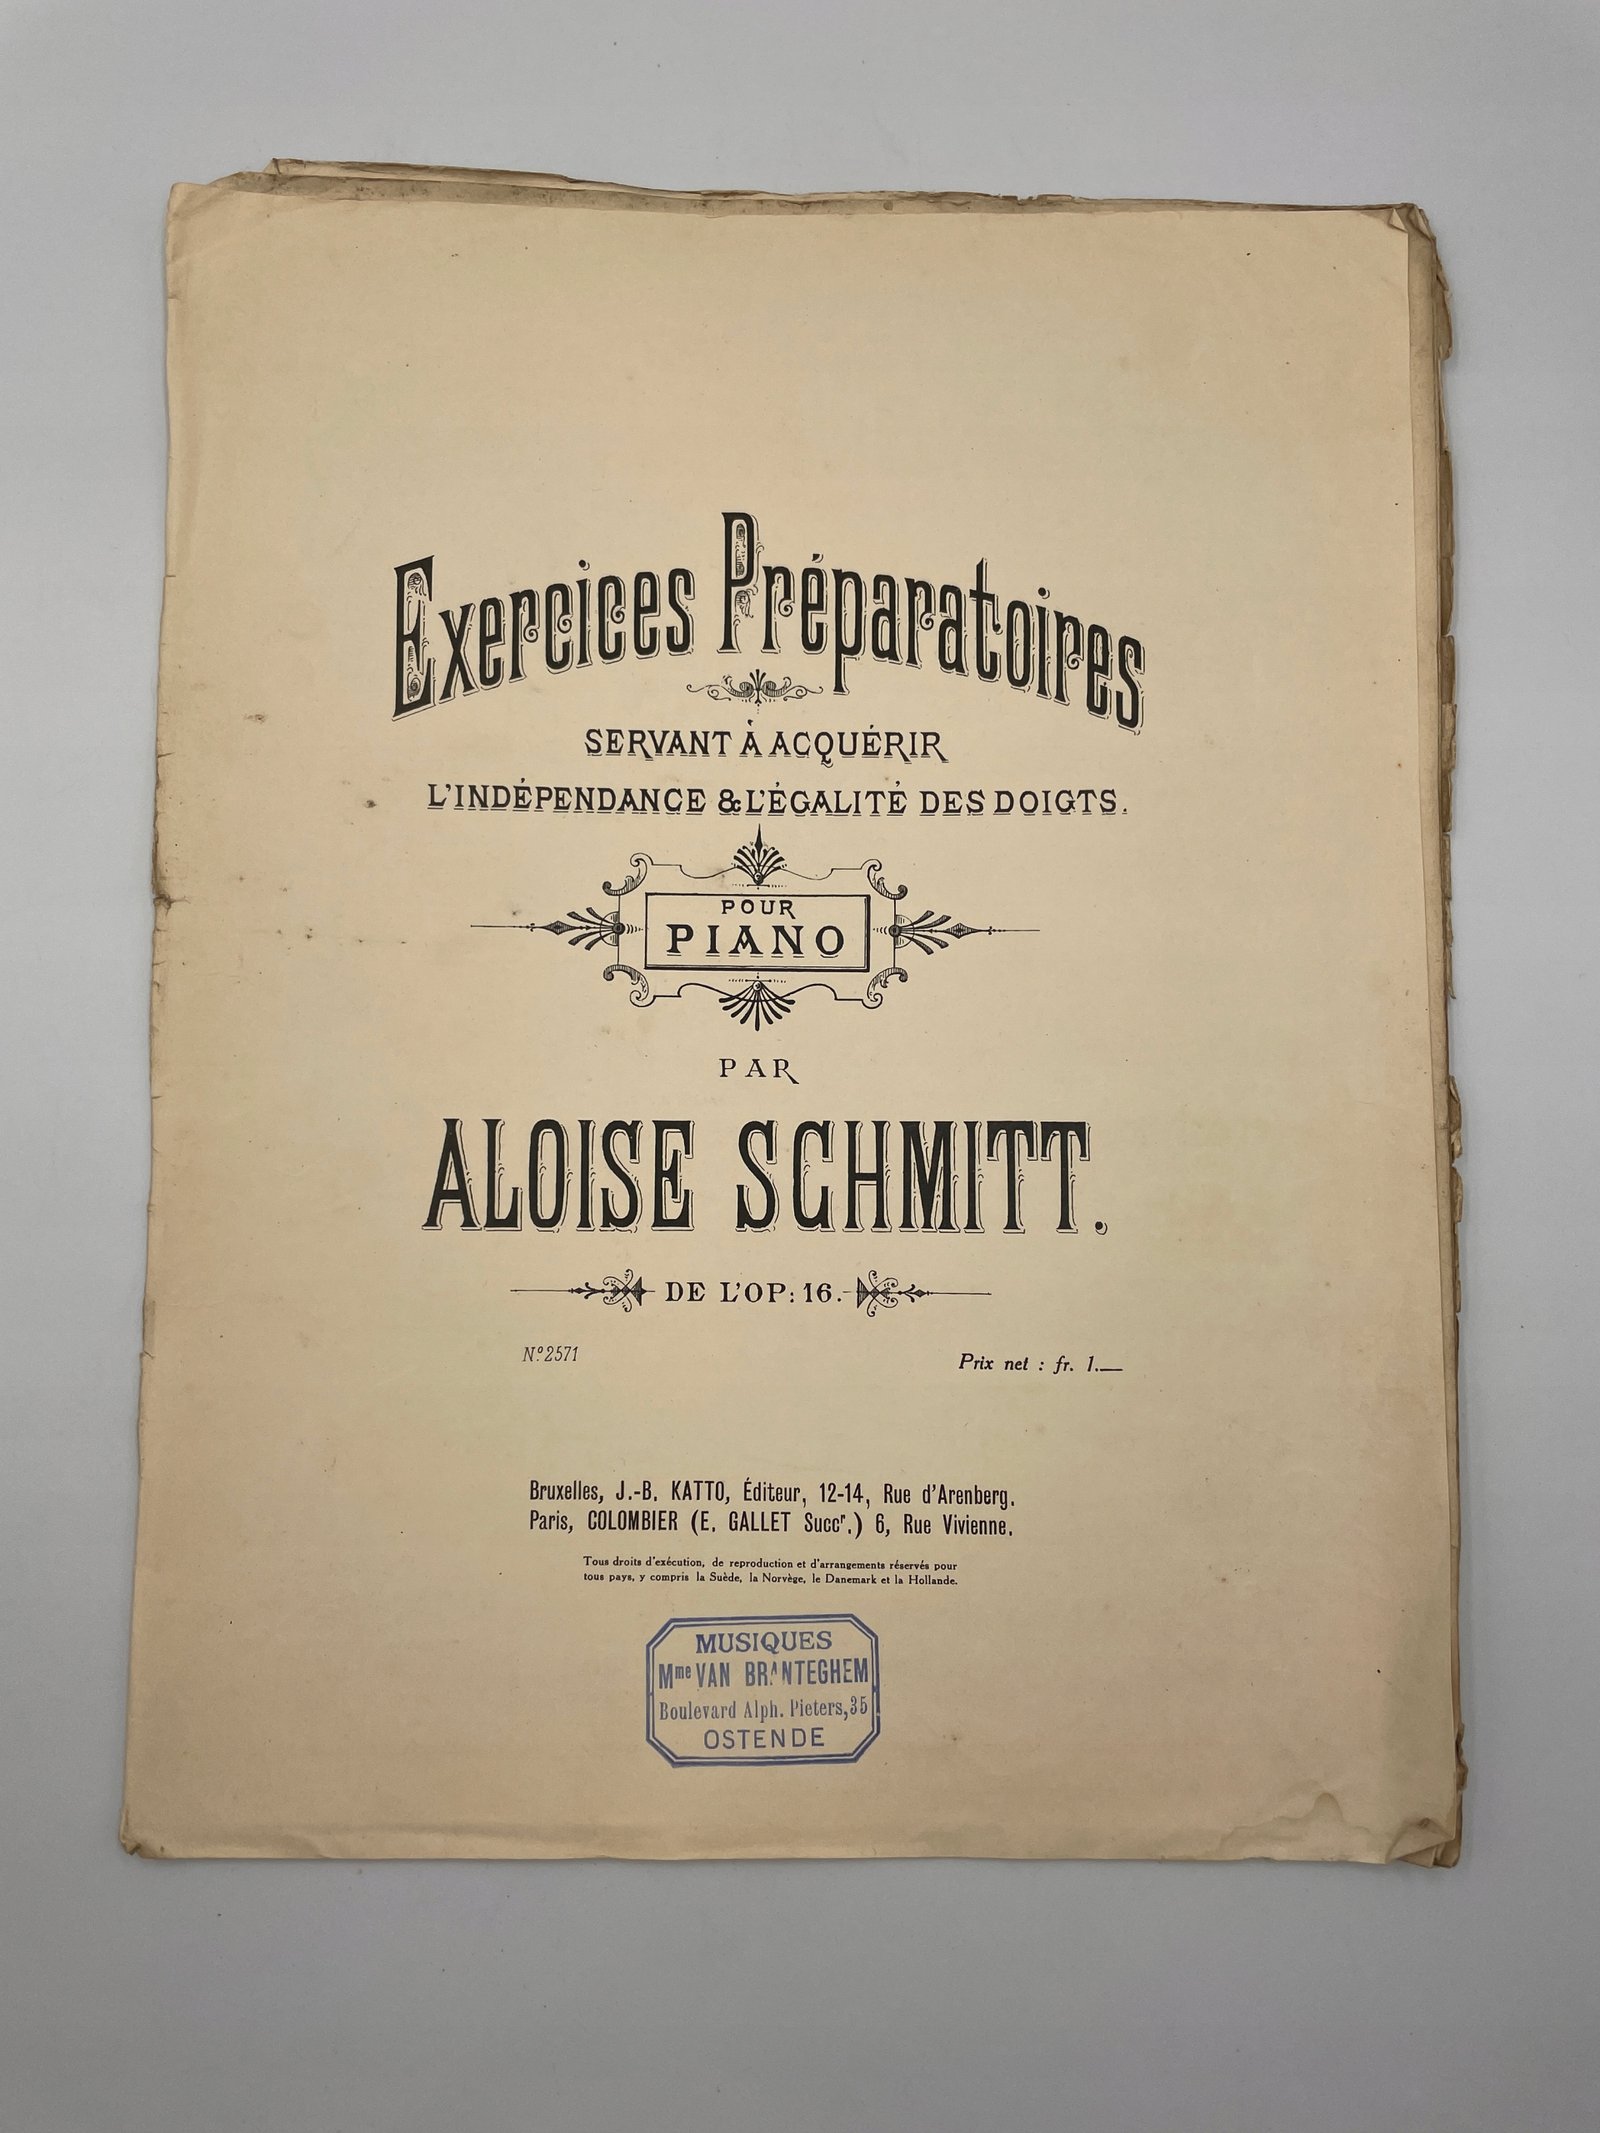 Exercices Préparatoires
SERVANT À ACQUÉRIR
L'INDÉPENDANCE & L'ÉGALITÉ DES DOIGTS.
POUR
PIANO
PAR
ALOISE SCHMITT.
DE L'OP: 16.
Nº 2571
Prix net : fr. 1.—
Bruxelles, J.-B. KATTO, Éditeur, 12-14, Rue d'Arenberg.
Paris, COLOMBIER (E. GALLET Succr.) 6, Rue Vivienne.
Tous droits d'exécution, de reproduction et d'arrangements réservés pour
tous pays, y compris la Suède, la Norvège, le Danemark et la Hollande.
MUSIQUES
Mme VAN BRANTEGHEM
Boulevard Alph. Pieters, 35
OSTENDE